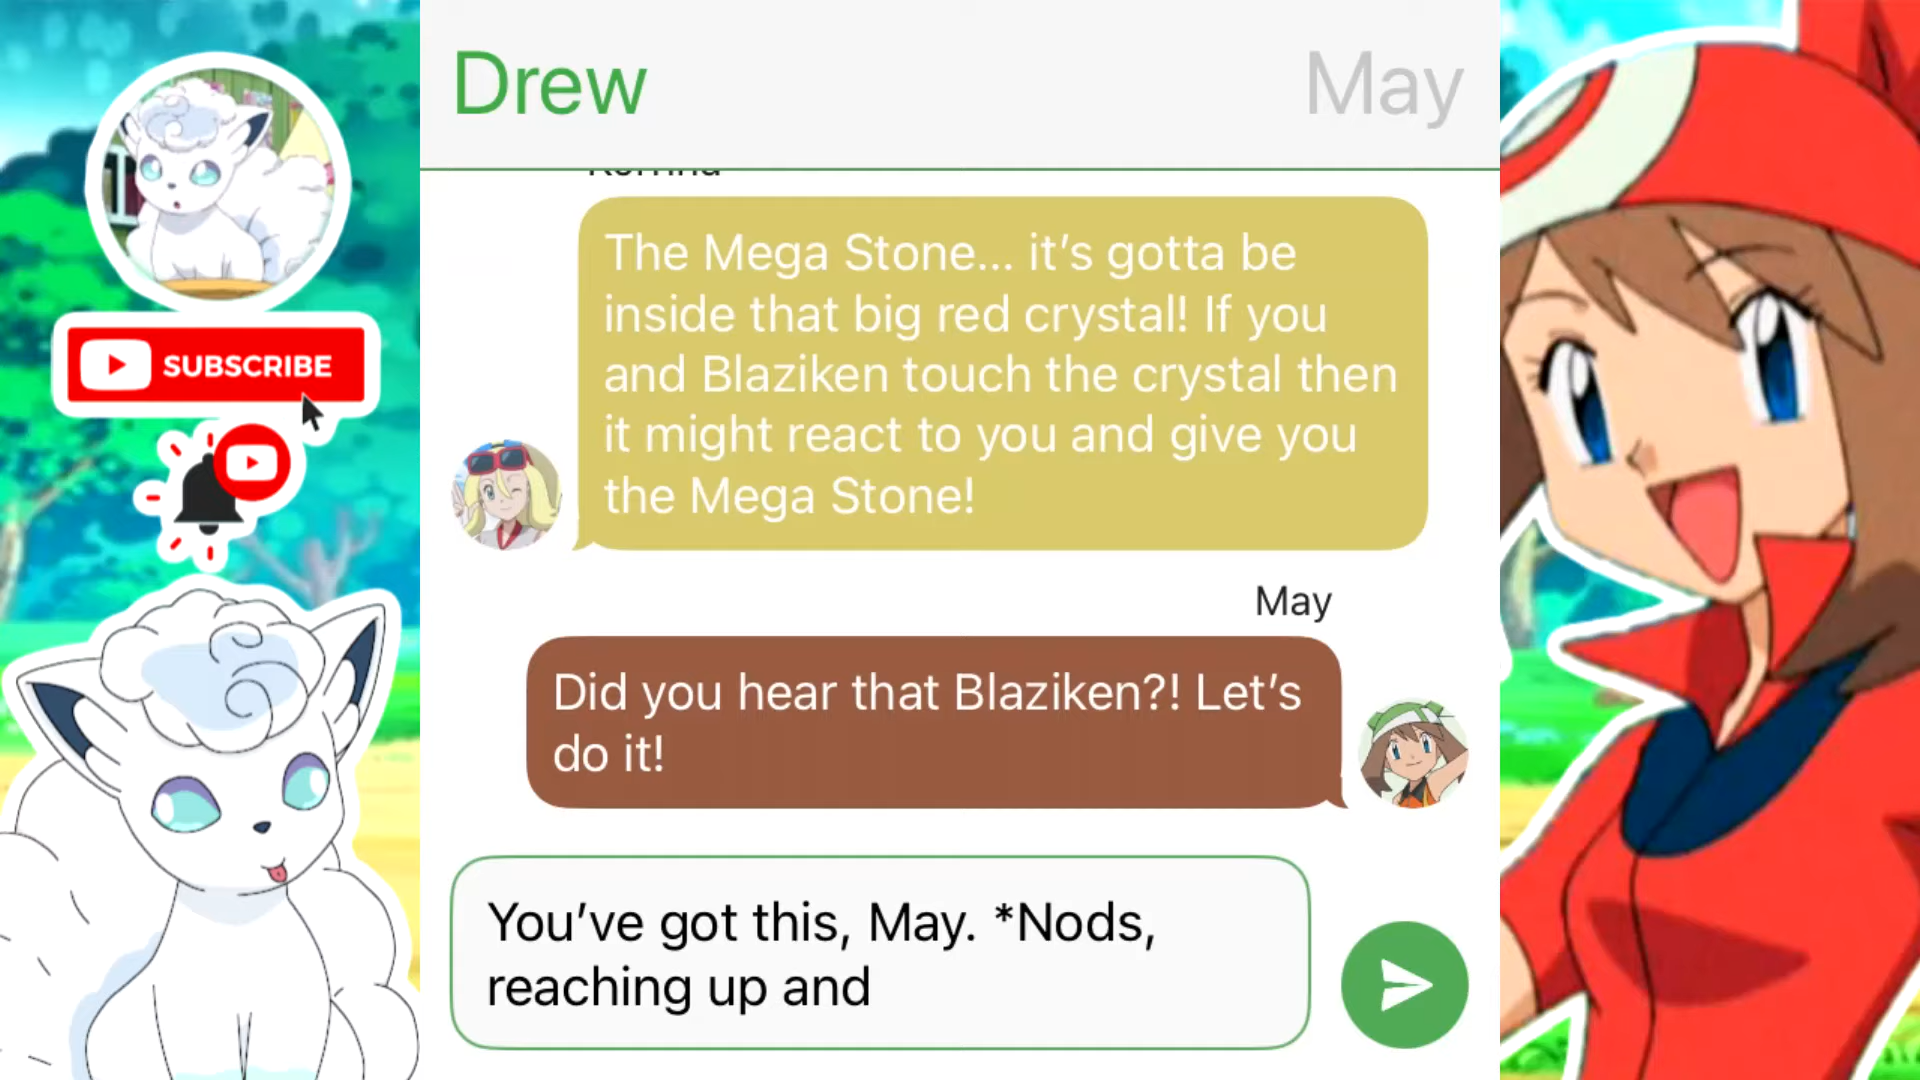 Drew
May
SUBSCRIBE
The Mega Stone... it’s gotta be
inside that big red crystal! If you
and Blaziken touch the crystal then
it might react to you and give you
the Mega Stone!
May
Did you hear that Blaziken?! Let’s
do it!
You’ve got this, May. *Nods,
reaching up and